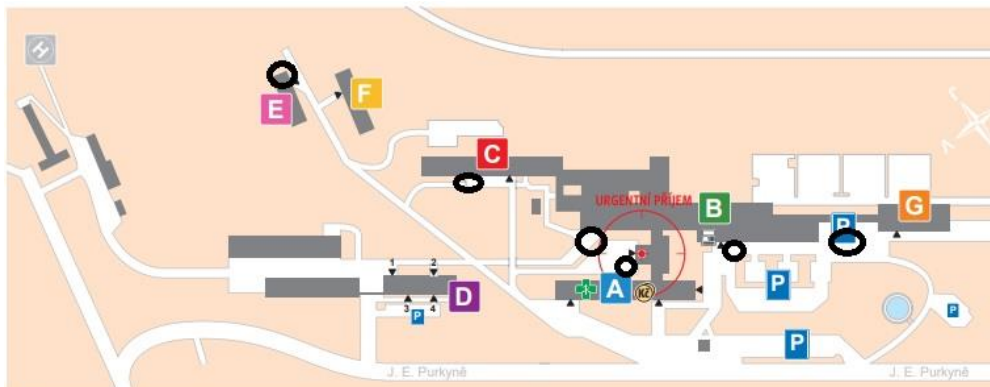 H
E
F
C
URGENTNÍ PŘÍJEM
B
P
G
1
2
D
3
4
P
A
Kč
P
P
P
J. E. Purkyně
J. E. Purkyně